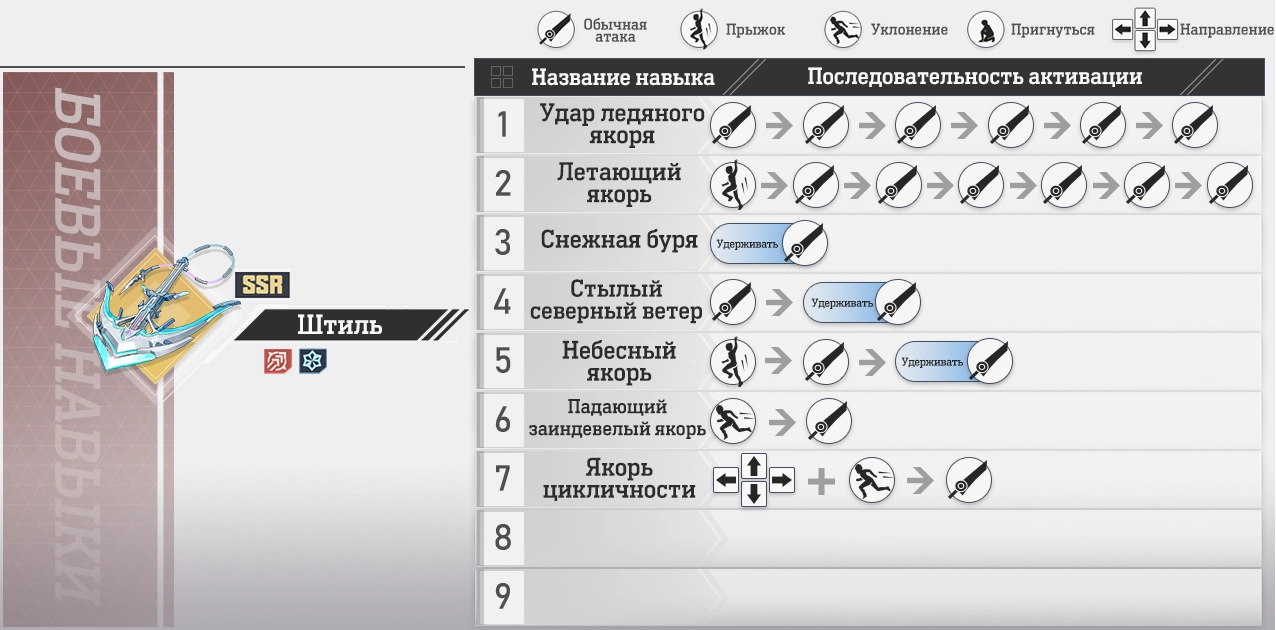 Обычная
атака
Прыжок
Уклонение
Пригнуться
Направление
Название навыка
Последовательность активации
БОЕВЫЕ НАВЫКИ
SSR
Штиль
1
Удар ледяного
якоря
2
Летающий
якорь
3
Снежная буря
Удерживать
4
Стылый
северный ветер
Удерживать
5
Небесный
якорь
Удерживать
6
Падающий
заиндевелый якорь
7
Якорь
цикличности
8
9